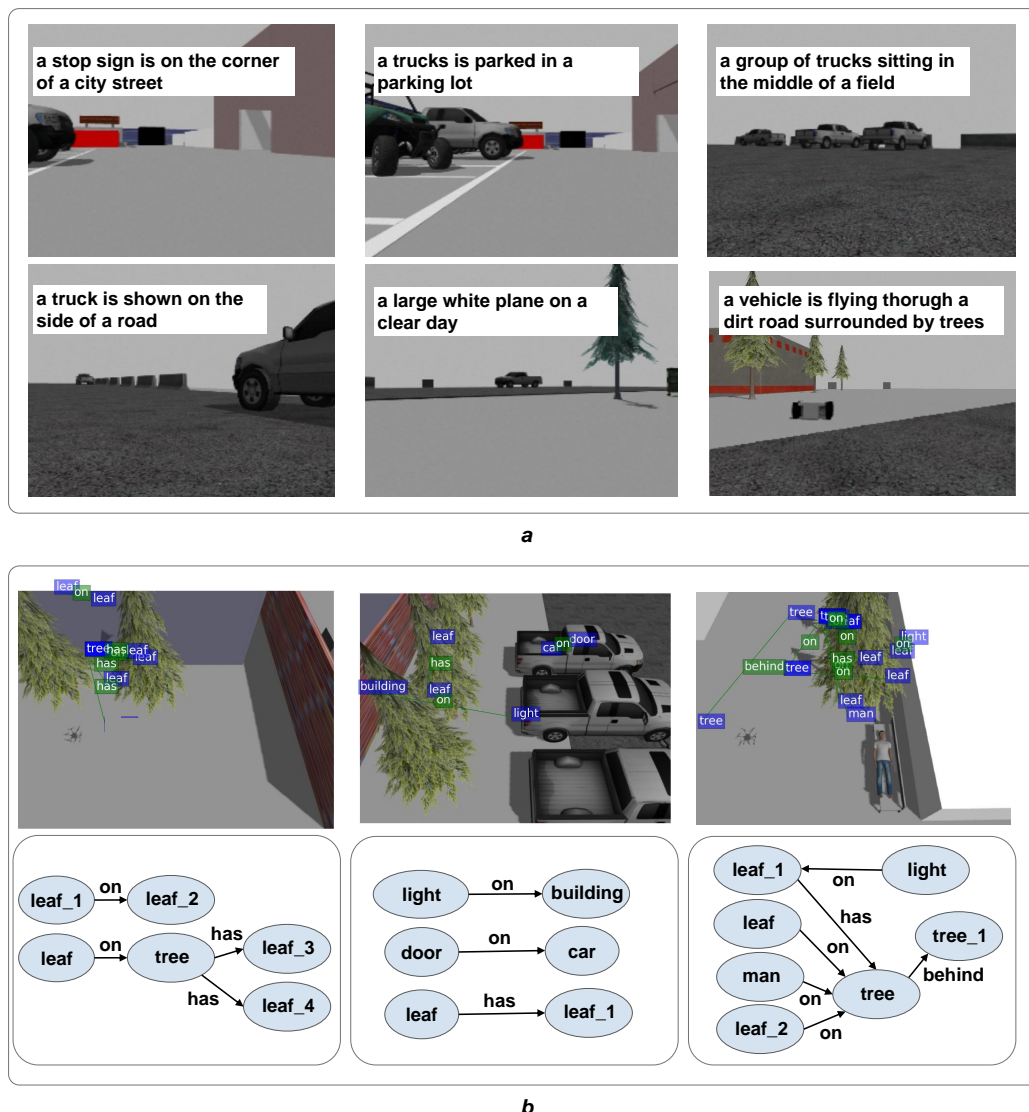 a stop sign is on the corner
of a city street
a trucks is parked in a
parking lot
a group of trucks sitting in
the middle of a field
a truck is shown on the
side of a road
a large white plane on a
clear day
a vehicle is flying thorugh a
dirt road surrounded by trees
a
leaf
on
leaf
tree
has
leaf
has
leaf
leaf
has
leaf
has
leaf
on
building
light
car
on
door
tree
leaf
on
on
on
light
on
leaf
behind
tree
has
leaf
on
leaf
leaf
man
tree
leaf_1
on
leaf_2
leaf
on
tree
has
leaf_3
has
leaf_4
light
on
building
door
on
car
leaf
has
leaf_1
leaf_1
on
light
has
leaf
on
tree_1
man
on
tree
behind
leaf_2
on
b